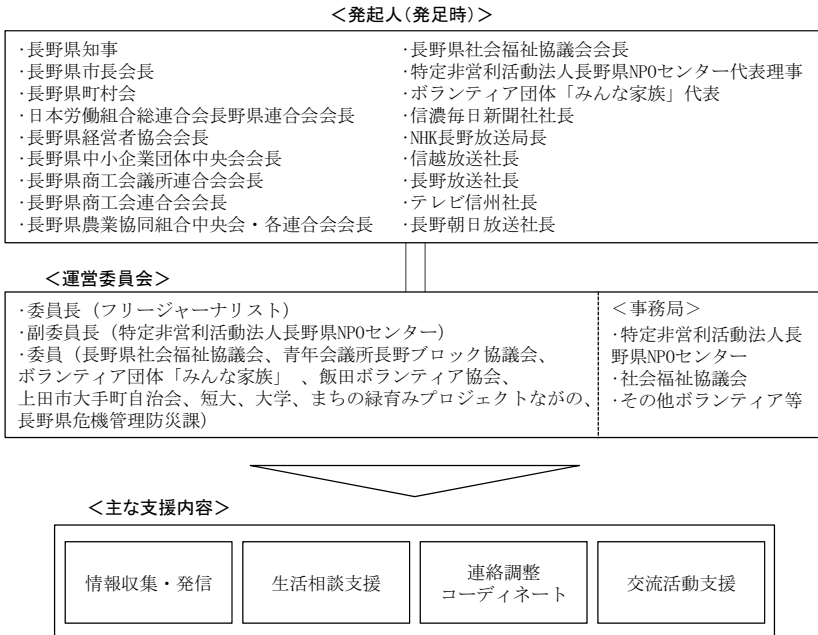 ＜発起人（発足時）＞
・長野県知事
・長野県市長会長
・長野県町村会
・日本労働組合総連合会長野県連合会会長
・長野県経営者協会会長
・長野県中小企業団体中央会会長
・長野県商工会議所連合会会長
・長野県商工会連合会会長
・長野県農業協同組合中央会・各連合会会長
・長野県社会福祉協議会会長
・特定非営利活動法人長野県NPOセンター代表理事
・ボランティア団体「みんな家族」代表
・信濃毎日新聞社社長
・NHK長野放送局長
・信越放送社長
・長野放送社長
・テレビ信州社長
・長野朝日放送社長
＜運営委員会＞
・委員長（フリージャーナリスト）
・副委員長（特定非営利活動法人長野県NPOセンター）
・委員（長野県社会福祉協議会、青年会議所長野ブロック協議会、
ボランティア団体「みんな家族」 、飯田ボランティア協会、
上田市大手町自治会、短大、大学、まちの緑育みプロジェクトながの、
長野県危機管理防災課）
＜事務局＞
・特定非営利活動法人長
野県NPOセンター
・社会福祉協議会
・その他ボランティア等
＜主な支援内容＞
情報収集・発信
生活相談支援
連絡調整
コーディネート
交流活動支援